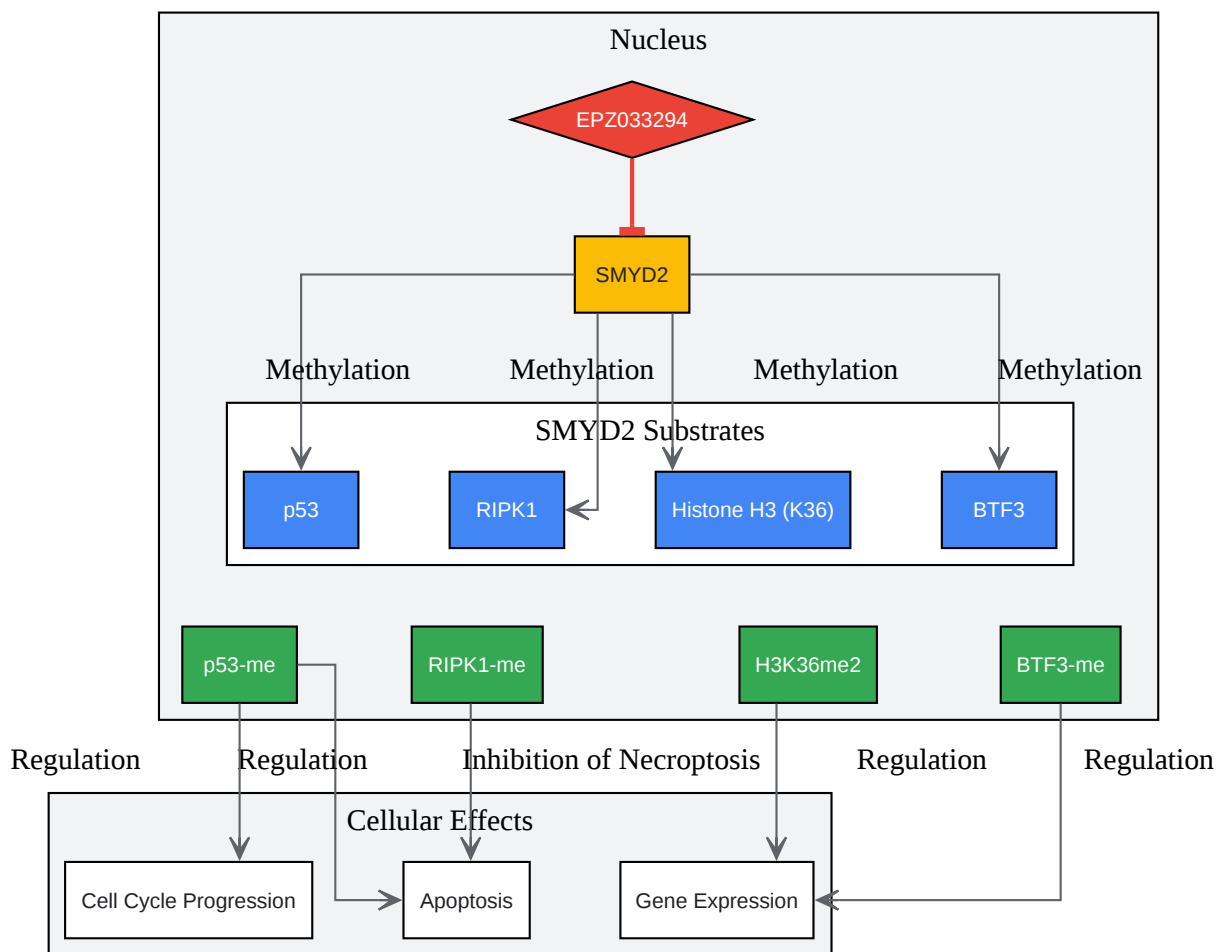 Nucleus
EPZ033294
SMYD2
Methylation
Methylation
Methylation
Methylation
SMYD2 Substrates
p53
RIPK1
Histone H3 (K36)
BTF3
p53-me
RIPK1-me
H3K36me2
BTF3-me
Regulation
Regulation
Inhibition of Necroptosis
Regulation
Regulation
Cellular Effects
Cell Cycle Progression
Apoptosis
Gene Expression